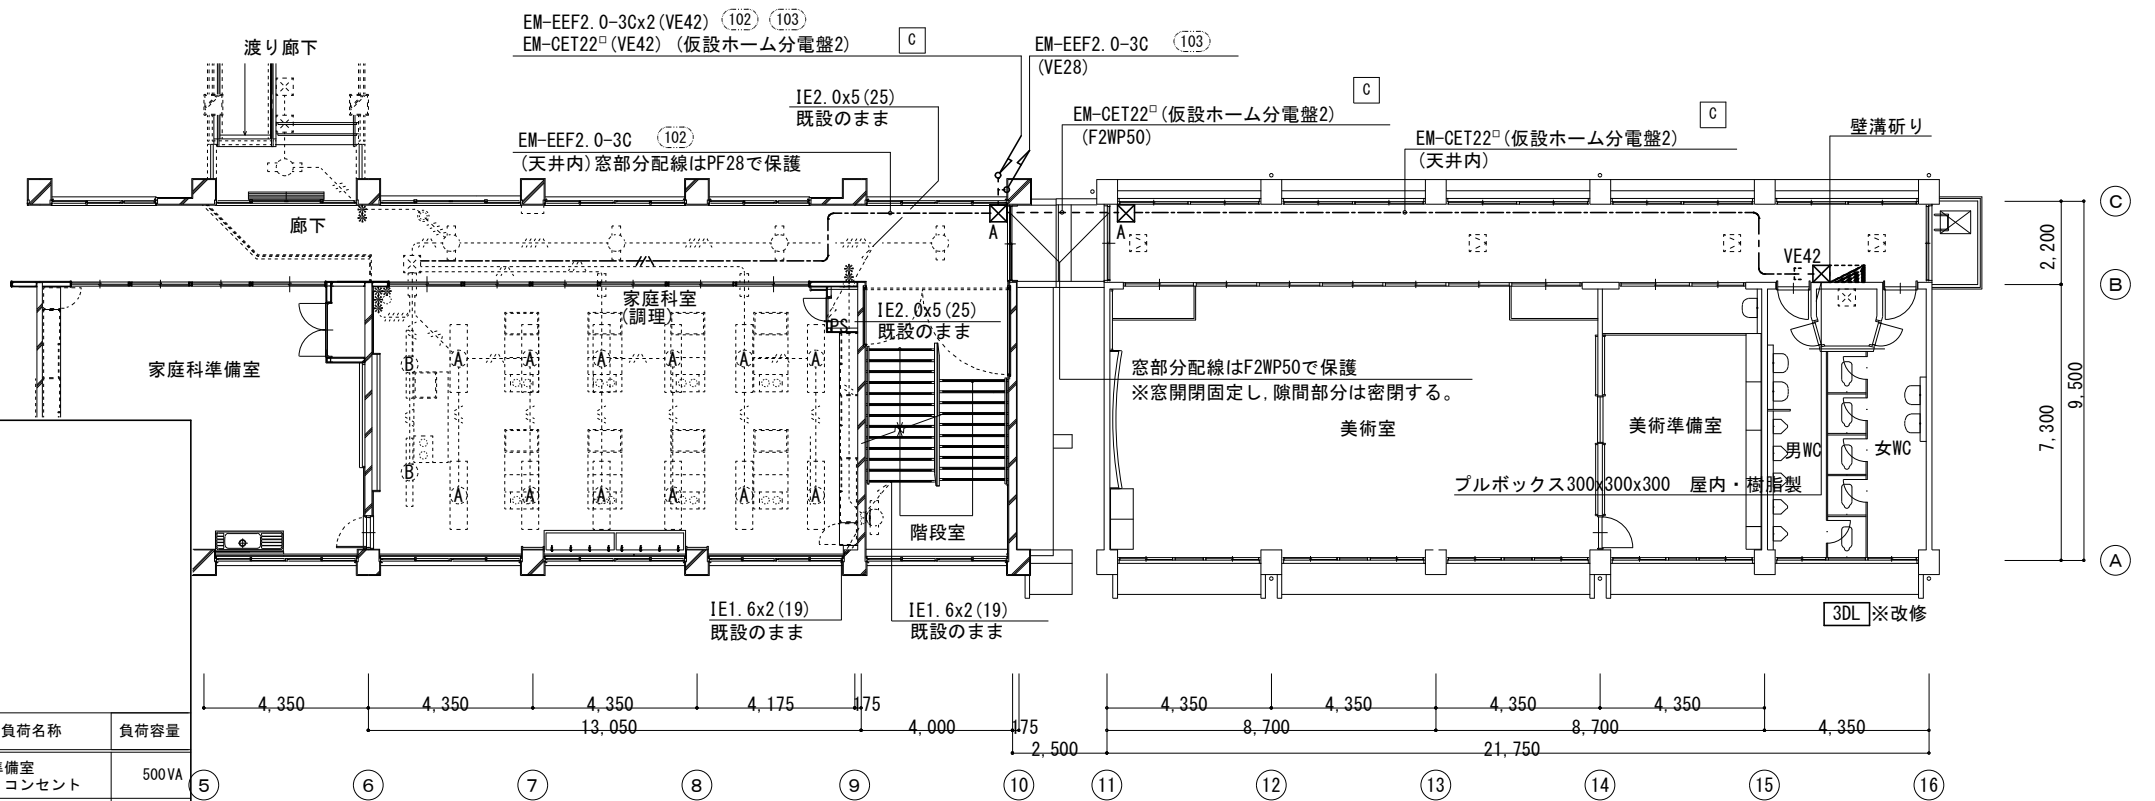 EM-EEF2.0-3Cx2(VE42) 102 103
EM-CET22□(VE42) (仮設ホーム分電盤2) C
EM-EEF2.0-3C 103
(VE28)
渡り廊下
IE2.0x5(25)
既設のまま
C
EM-CET22□(仮設ホーム分電盤2)
(F2WP50)
C
EM-CET22□(仮設ホーム分電盤2)
(天井内)
壁溝斫り
EM-EEF2.0-3C 102
(天井内)窓部分配線はPF28で保護
廊下
A
A
VE42
C
B
A
2,200
7,300
9,500
家庭科準備室
家庭科室
(調理)
PS
IE2.0x5(25)
既設のまま
B A A A A A A
B A A A A A A
窓部分配線はF2WP50で保護
※窓開閉固定し,隙間部分は密閉する。
美術室
美術準備室
男WC
女WC
プルボックス300x300x300 屋内・樹脂製
階段室
IE1.6x2(19)
既設のまま
IE1.6x2(19)
既設のまま
3DL ※改修
4,350 4,350 4,350 4,175 175 4,350 4,350 4,350 4,350
13,050 4,000 175 8,700 8,700 4,350
2,500 21,750
負荷名称 負荷容量
準備室
コンセント 500VA
5 6 7 8 9 10 11 12 13 14 15 16